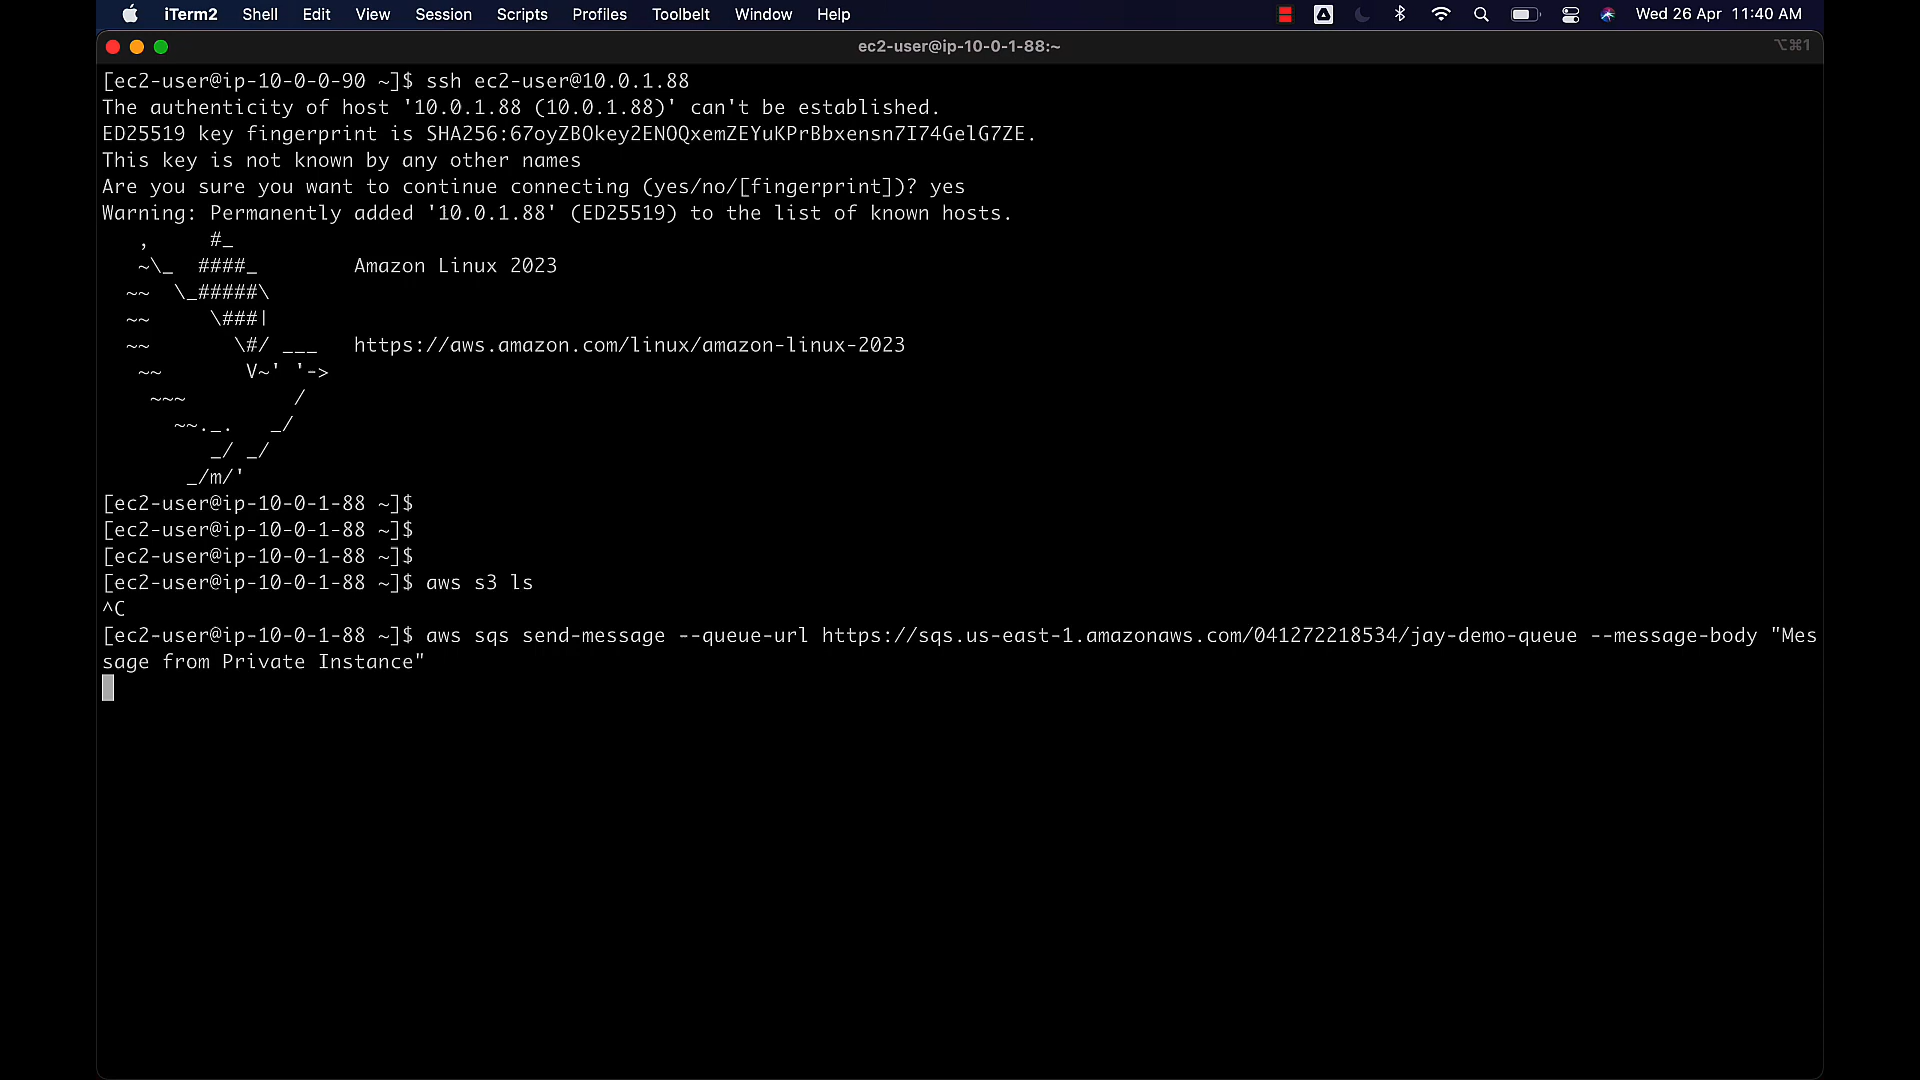 iTerm2 Shell Edit View Session Scripts Profiles Toolbelt Window Help Wed 26 Apr 11:40 AM
ec2-user@ip-10-0-1-88:~ ⌥⌘1
[ec2-user@ip-10-0-0-90 ~]$ ssh ec2-user@10.0.1.88
The authenticity of host '10.0.1.88 (10.0.1.88)' can't be established.
ED25519 key fingerprint is SHA256:67oyZBOkey2ENOQxemZEYuKPrBbxensn7I74GelG7ZE.
This key is not known by any other names
Are you sure you want to continue connecting (yes/no/[fingerprint])? yes
Warning: Permanently added '10.0.1.88' (ED25519) to the list of known hosts.
   ,     #_
   ~\_  ####_        Amazon Linux 2023
  ~~  \_#####\
  ~~     \###|
  ~~       \#/ ___   https://aws.amazon.com/linux/amazon-linux-2023
   ~~       V~' '->
    ~~~         /
      ~~._.   _/
         _/ _/
       _/m/'
[ec2-user@ip-10-0-1-88 ~]$
[ec2-user@ip-10-0-1-88 ~]$
[ec2-user@ip-10-0-1-88 ~]$
[ec2-user@ip-10-0-1-88 ~]$ aws s3 ls
^C
[ec2-user@ip-10-0-1-88 ~]$ aws sqs send-message --queue-url https://sqs.us-east-1.amazonaws.com/041272218534/jay-demo-queue --message-body "Mes
sage from Private Instance"